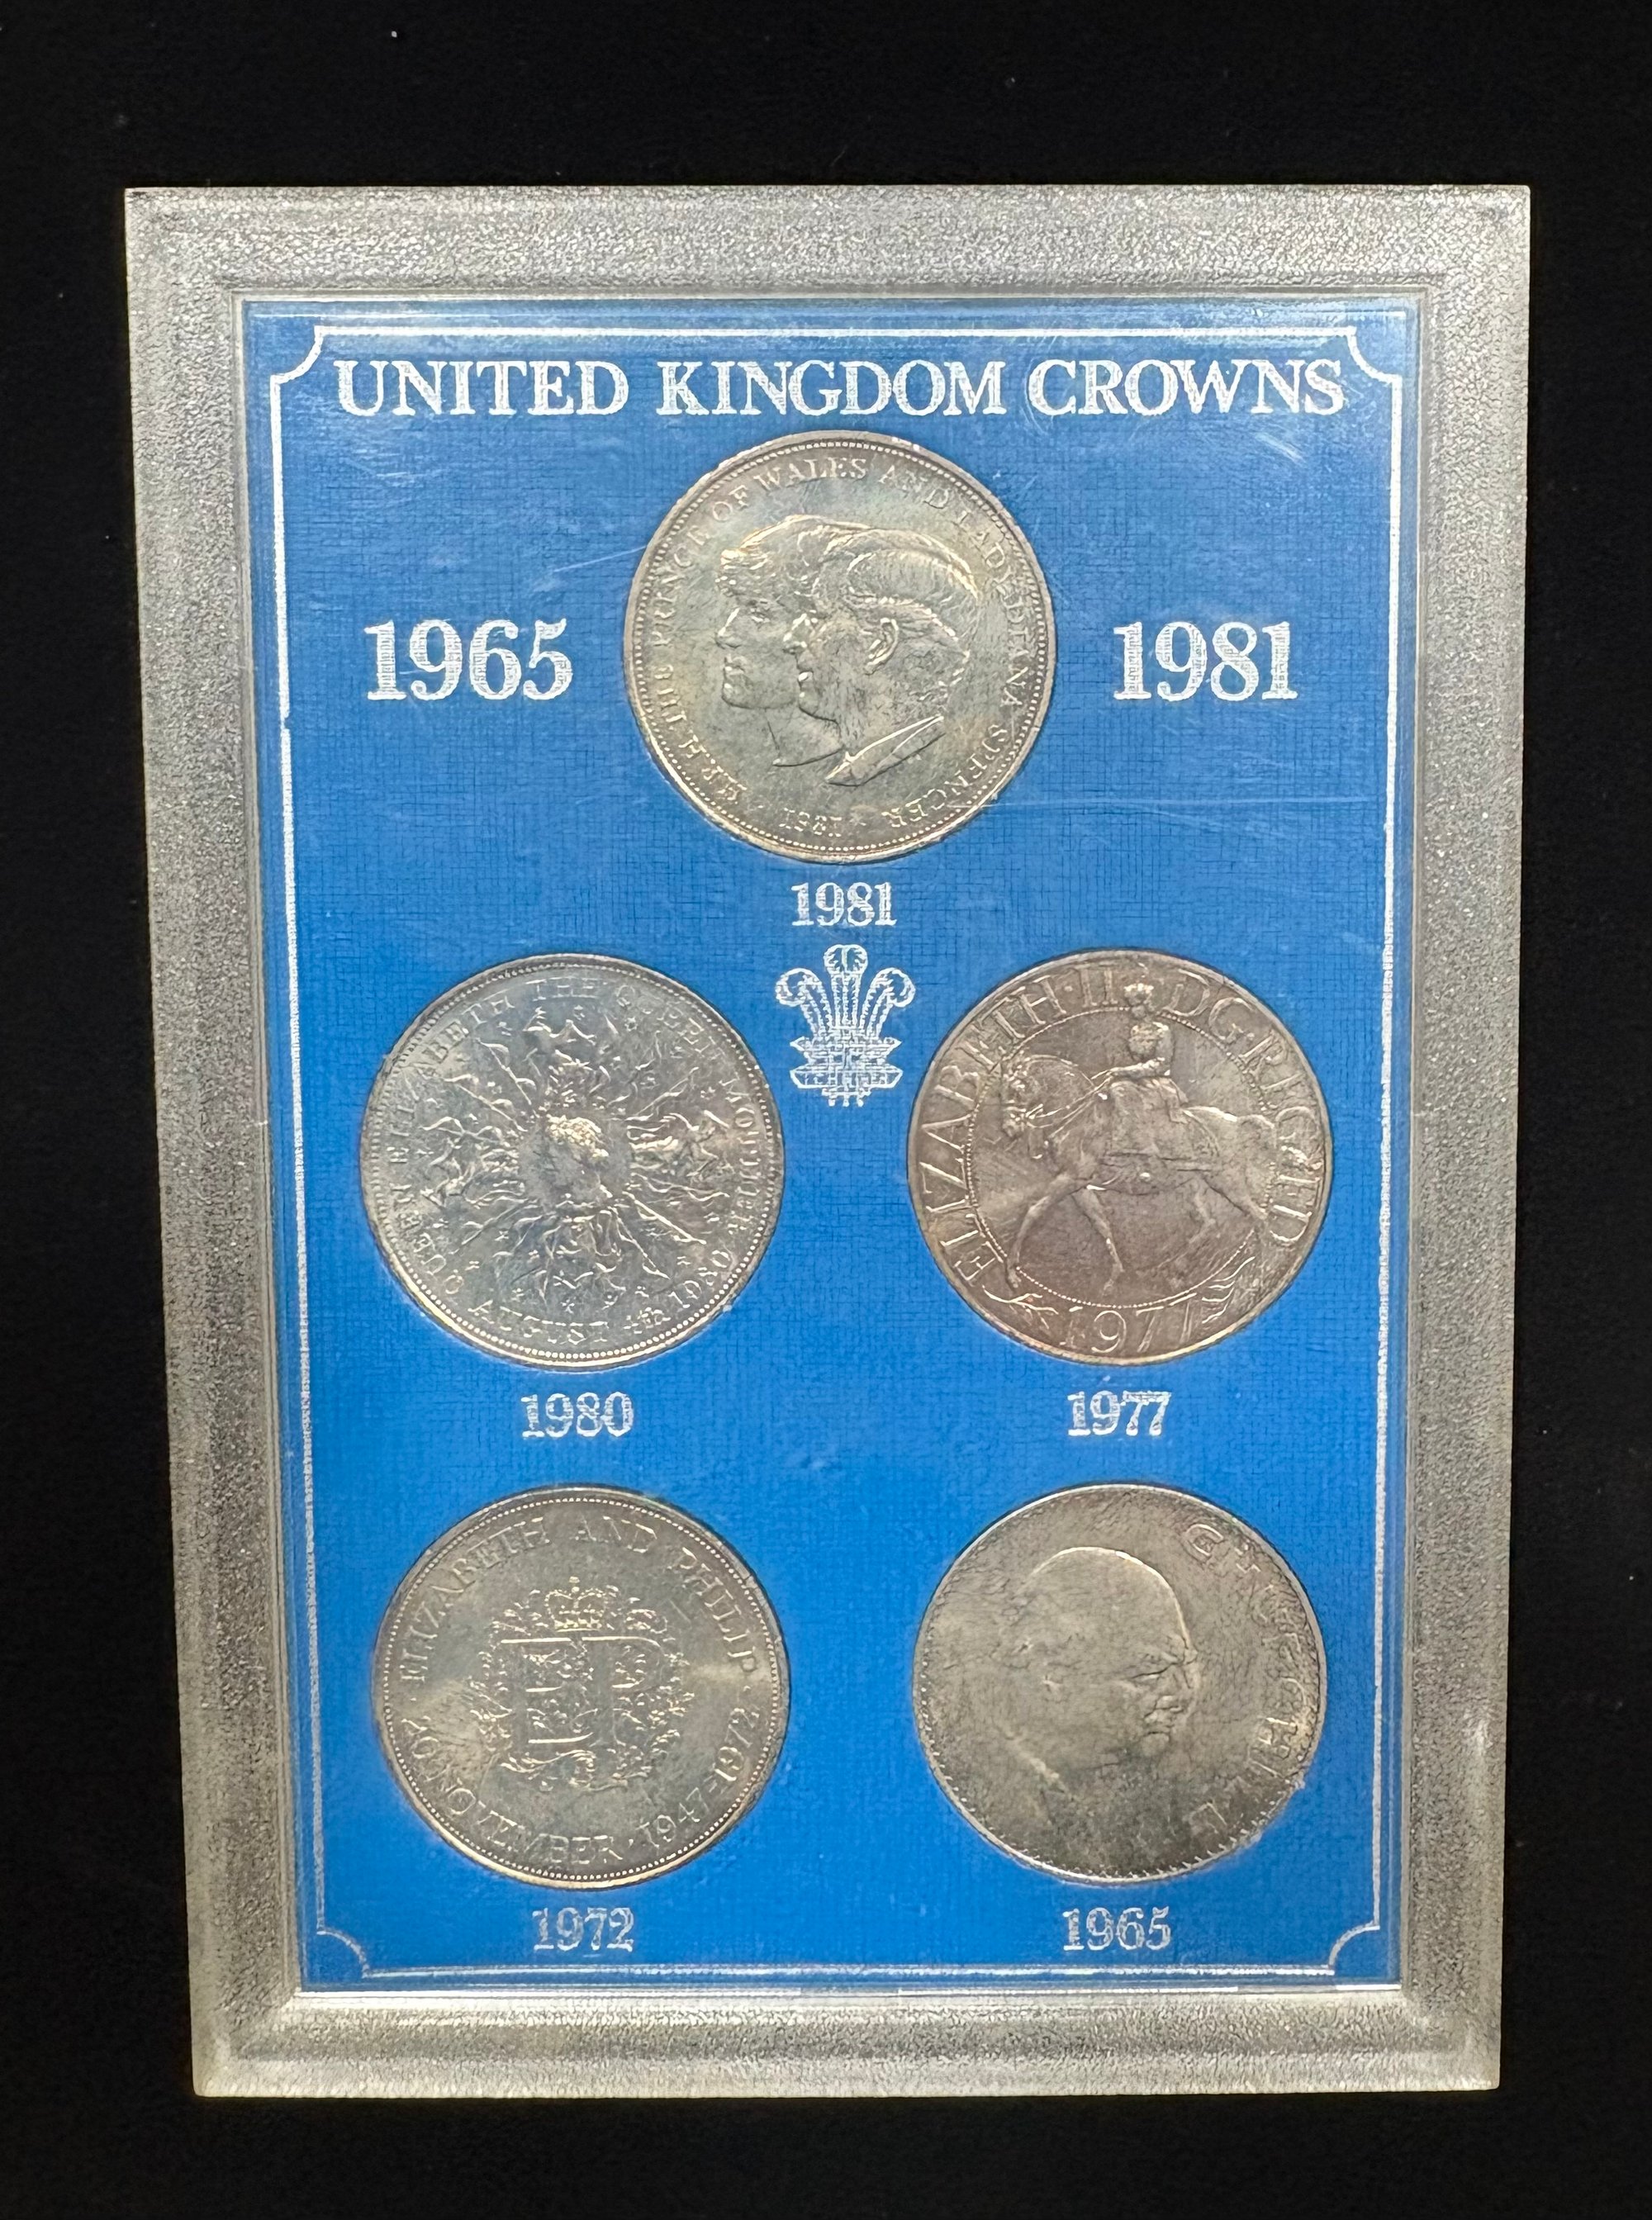 UNITED KINGDOM CROWNS
H.R.H. THE PRINCE OF WALES AND LADY DIANA SPENCER
1981
1965
1981
1981
QUEEN ELIZABETH THE QUEEN MOTHER
AUGUST 4TH 1980
ELIZABETH · II · DG REG FD
1977
1980
1977
ELIZABETH AND PHILIP
20 NOVEMBER · 1947-1972
CHURCHILL
1972
1965